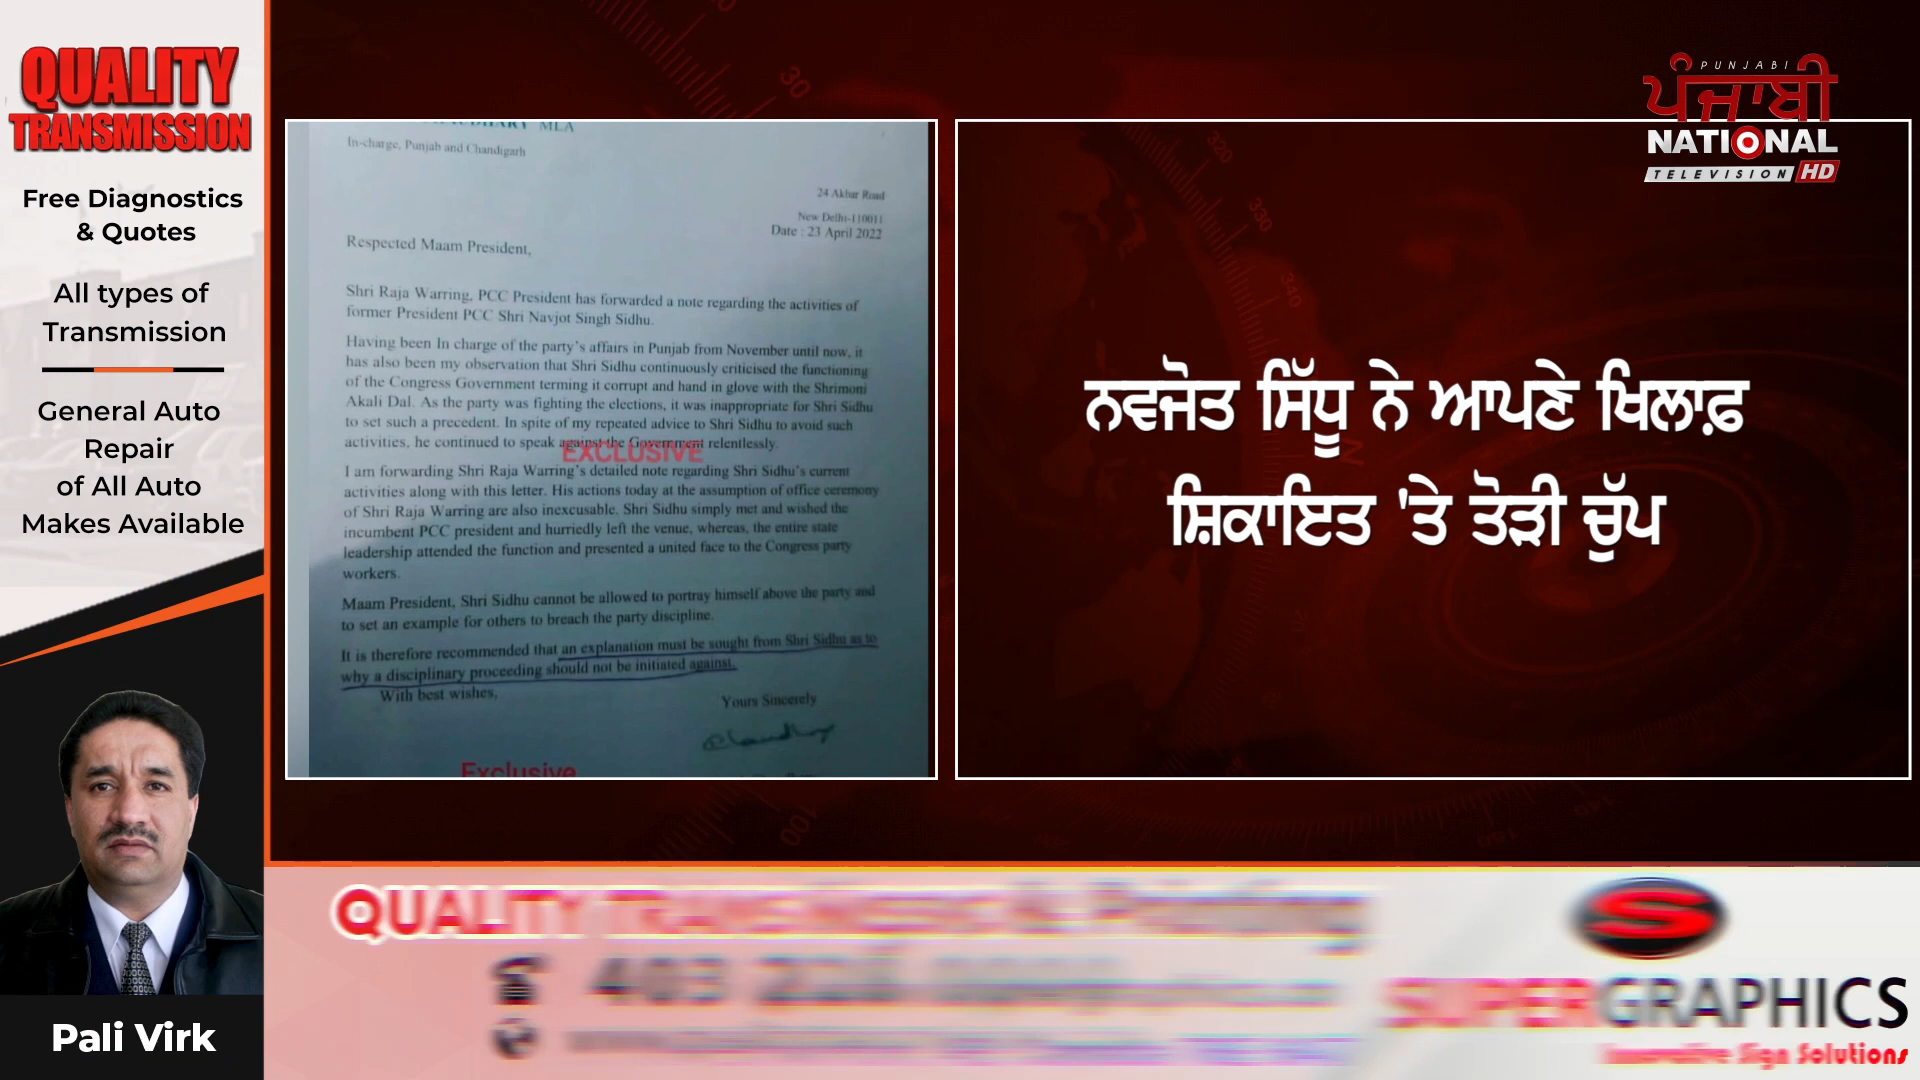 QUALITY
TRANSMISSION
Free Diagnostics
& Quotes
All types of
Transmission
General Auto
Repair
of All Auto
Makes Available
Pali Virk
MLA
In-charge, Punjab and Chandigarh
24 Akbar Road
New Delhi-110011
Date : 23 April 2022
Respected Maam President,
Shri Raja Warring, PCC President has forwarded a note regarding the activities of
former President PCC Shri Navjot Singh Sidhu.
Having been In charge of the party's affairs in Punjab from November until now, it
has also been my observation that Shri Sidhu continuously criticised the functioning
of the Congress Government terming it corrupt and hand in glove with the Shrimoni
Akali Dal. As the party was fighting the elections, it was inappropriate for Shri Sidhu
to set such a precedent. In spite of my repeated advice to Shri Sidhu to avoid such
activities, he continued to speak against the Government relentlessly.
EXCLUSIVE
I am forwarding Shri Raja Warring's detailed note regarding Shri Sidhu's current
activities along with this letter. His actions today at the assumption of office ceremony
of Shri Raja Warring are also inexcusable. Shri Sidhu simply met and wished the
incumbent PCC president and hurriedly left the venue, whereas, the entire state
leadership attended the function and presented a united face to the Congress party
workers.
Maam President, Shri Sidhu cannot be allowed to portray himself above the party and
to set an example for others to breach the party discipline.
It is therefore recommended that an explanation must be sought from Shri Sidhu as to
why a disciplinary proceeding should not be initiated against.
With best wishes,
Yours Sincerely
Exclusive
PUNJABI
ਪੰਜਾਬੀ
NATIONAL
TELEVISION HD
ਨਵਜੋਤ ਸਿੱਧੂ ਨੇ ਆਪਣੇ ਖਿਲਾਫ਼
ਸ਼ਿਕਾਇਤ 'ਤੇ ਤੋੜੀ ਚੁੱਪ
QUALITY
403
S
SUPERGRAPHICS
Innovative Sign Solutions